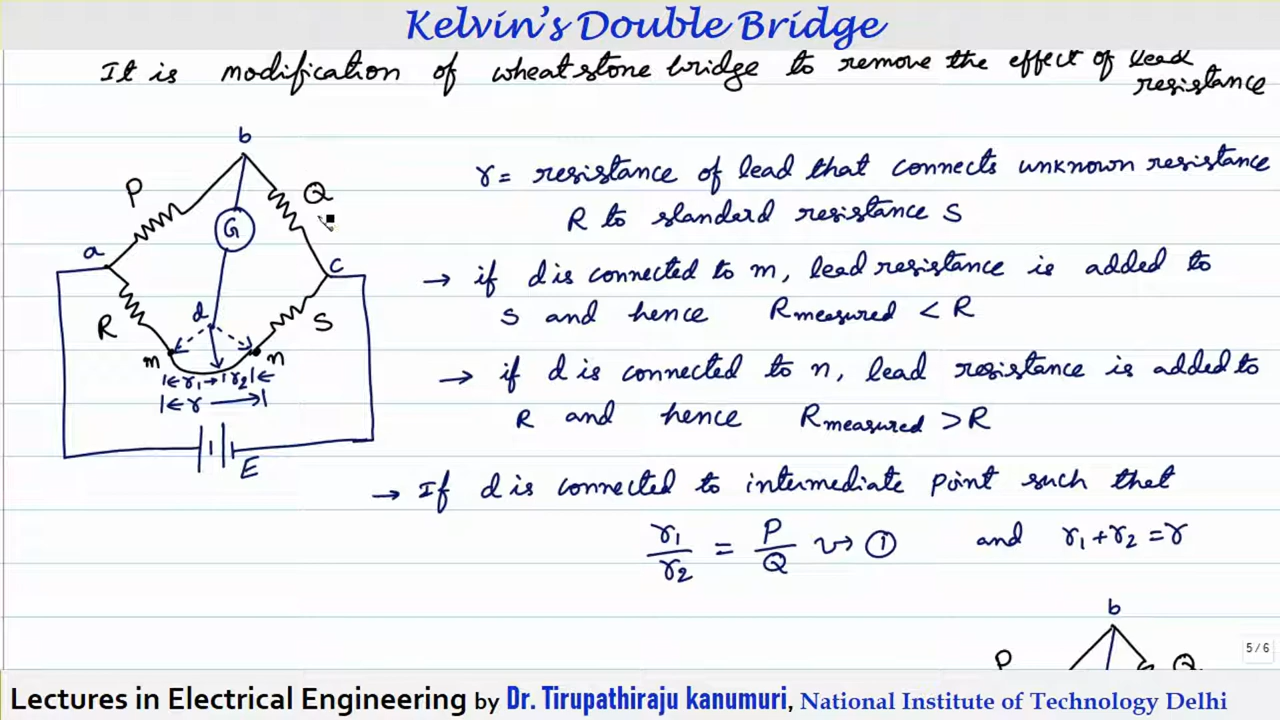 Kelvin's Double Bridge
It is modification of wheatstone bridge to remove the effect of lead
resistance
b
P
Q
G
a
c
d
R
S
m
n
|← r1 →|r2|←
|← r →|
E
r = resistance of lead that connects unknown resistance
R to standard resistance S
→ if d is connected to m, lead resistance is added to
S and hence Rmeasured < R
→ if d is connected to n, lead resistance is added to
R and hence Rmeasured > R
→ If d is connected to intermediate point such that
r1/r2 = P/Q → ① and r1 + r2 = r
b
P
Q
5 / 6
Lectures in Electrical Engineering by Dr. Tirupathiraju kanumuri, National Institute of Technology Delhi